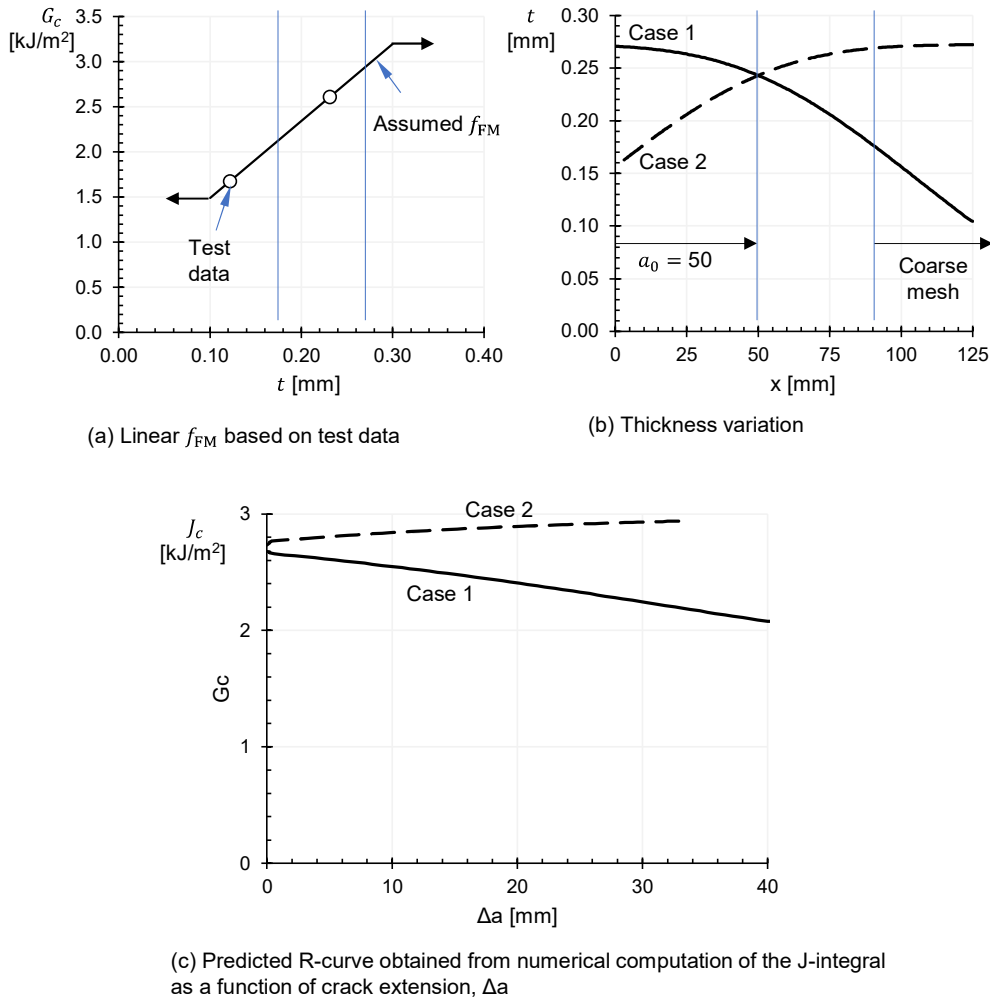 G_c
[kJ/m²]
3.5
3.0
2.5
2.0
1.5
1.0
0.5
0.0
0.00 0.10 0.20 0.30 0.40
t [mm]
Assumed f_FM
Test
data
(a) Linear f_FM based on test data
t
[mm]
0.30
0.25
0.20
0.15
0.10
0.05
0.00
0 25 50 75 100 125
x [mm]
Case 1
Case 2
a₀ = 50
Coarse
mesh
(b) Thickness variation
J_c
[kJ/m²]
3
2
1
0
Gc
0 10 20 30 40
Δa [mm]
Case 2
Case 1
(c) Predicted R-curve obtained from numerical computation of the J-integral
as a function of crack extension, Δa